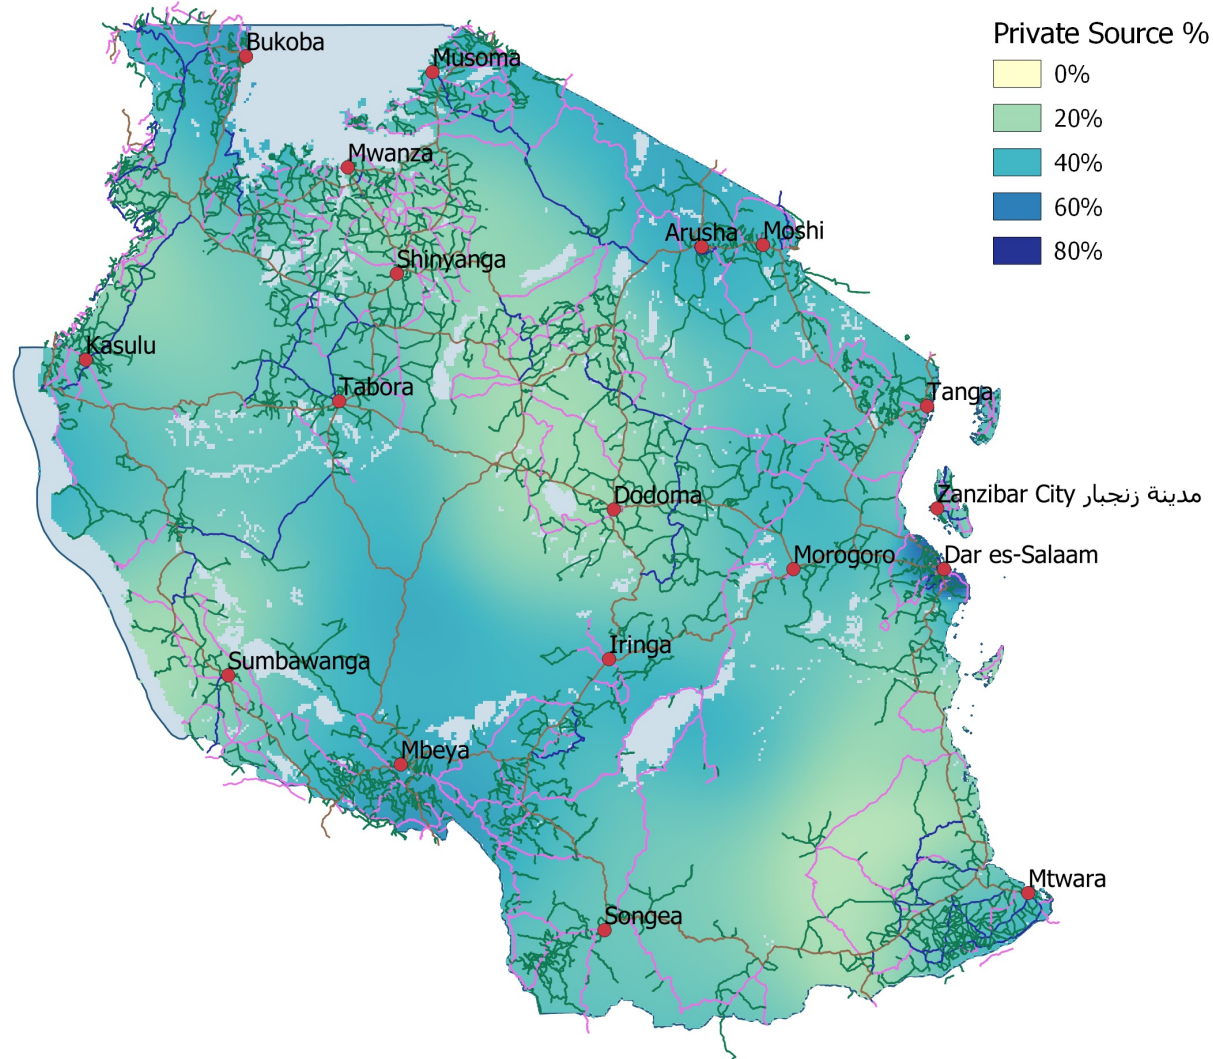 Private Source %
0%
20%
40%
60%
80%
Bukoba
Musoma
Mwanza
Arusha
Moshi
Shinyanga
Kasulu
Tabora
Tanga
Dodoma
Zanzibar City مدينة زنجبار
Morogoro
Dar es-Salaam
Iringa
Sumbawanga
Mbeya
Mtwara
Songea